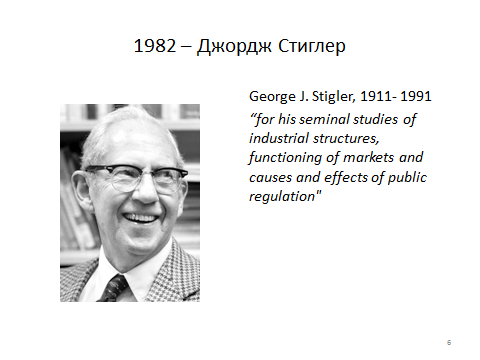 1982 – Джордж Стиглер
George J. Stigler, 1911- 1991
“for his seminal studies of
industrial structures,
functioning of markets and
causes and effects of public
regulation"
6